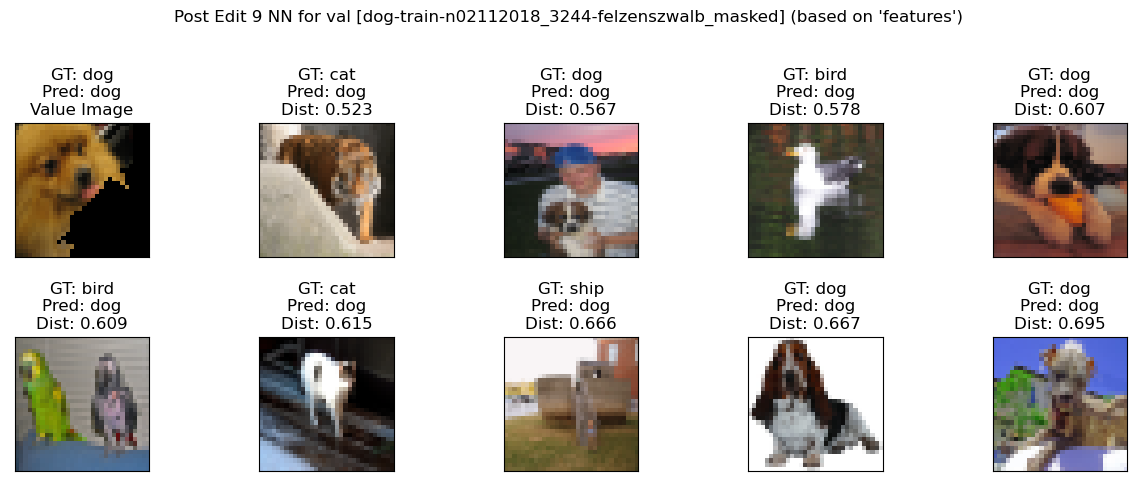 Post Edit 9 NN for val [dog-train-n02112018_3244-felzenszwalb_masked] (based on 'features')
GT: dog
Pred: dog
Value Image
GT: cat
Pred: dog
Dist: 0.523
GT: dog
Pred: dog
Dist: 0.567
GT: bird
Pred: dog
Dist: 0.578
GT: dog
Pred: dog
Dist: 0.607
GT: bird
Pred: dog
Dist: 0.609
GT: cat
Pred: dog
Dist: 0.615
GT: ship
Pred: dog
Dist: 0.666
GT: dog
Pred: dog
Dist: 0.667
GT: dog
Pred: dog
Dist: 0.695